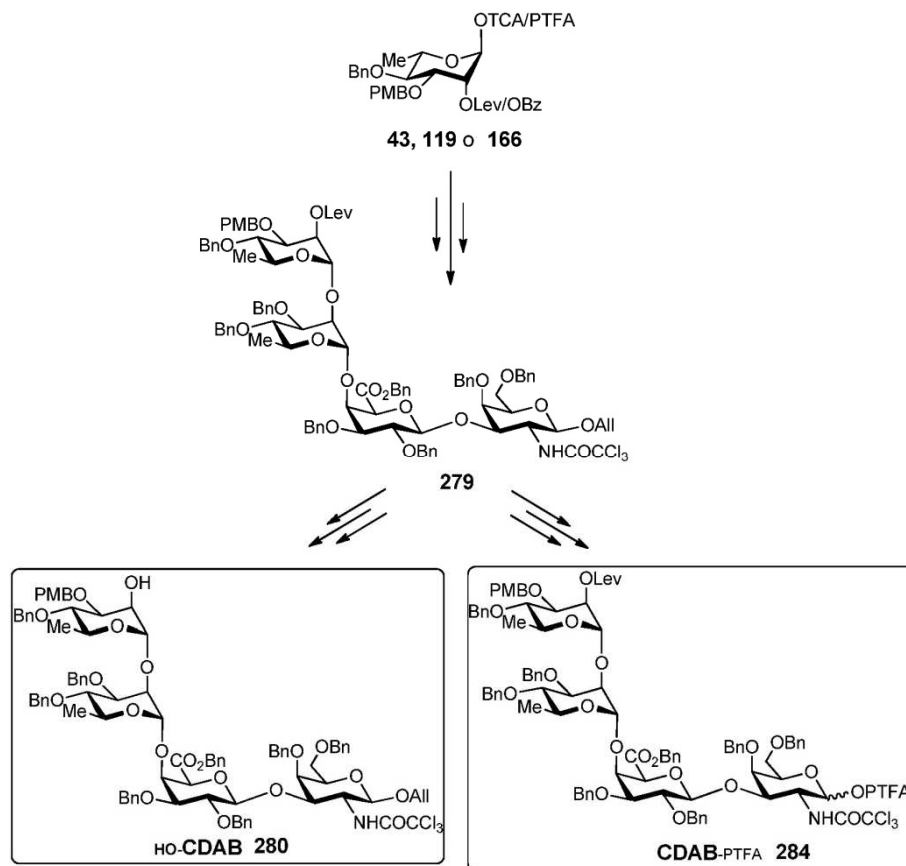 OTCA/PTFA
Me
O
BnO
PMBO
OLev/OBz
43, 119 o 166
OLev
PMBO
BnO
Me
O
O
BnO
BnO
Me
O
O
CO₂Bn
BnO
OBn
O
O
O
OAll
BnO
OBn
NHCOCCl₃
279
OH
PMBO
BnO
Me
O
O
BnO
BnO
Me
O
O
CO₂Bn
BnO
OBn
O
O
O
OAll
BnO
OBn
NHCOCCl₃
HO-CDAB 280
OLev
PMBO
BnO
Me
O
O
BnO
BnO
Me
O
O
CO₂Bn
BnO
OBn
O
O
O
OPTFA
BnO
OBn
NHCOCCl₃
CDAB-PTFA 284